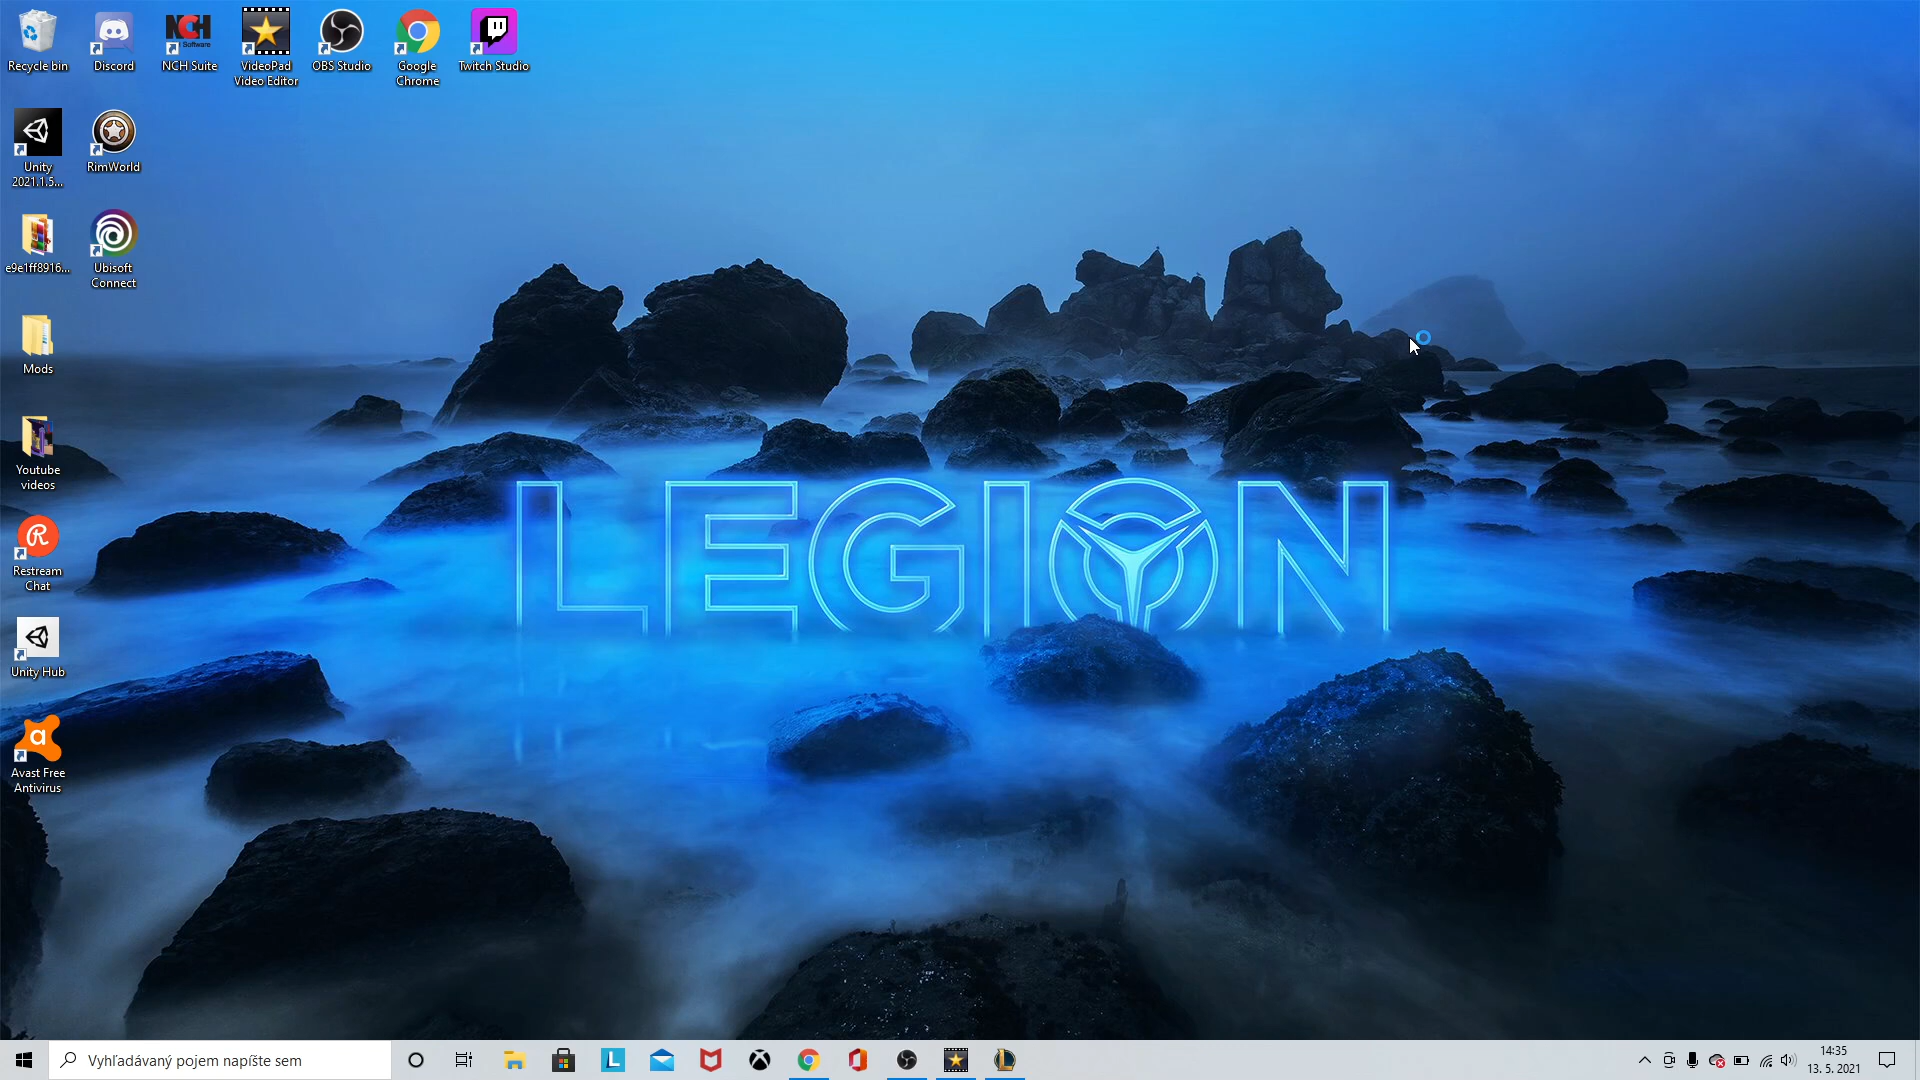 Recycle bin
Discord
NCH
Software
NCH Suite
VideoPad
Video Editor
OBS Studio
Google
Chrome
Twitch Studio
Unity
2021.1.5...
RimWorld
e9e1ff8916...
Ubisoft
Connect
Mods
Youtube
videos
LEGION
Restream
Chat
Unity Hub
Avast Free
Antivirus
Vyhľadávaný pojem napíšte sem
14:35
13. 5. 2021